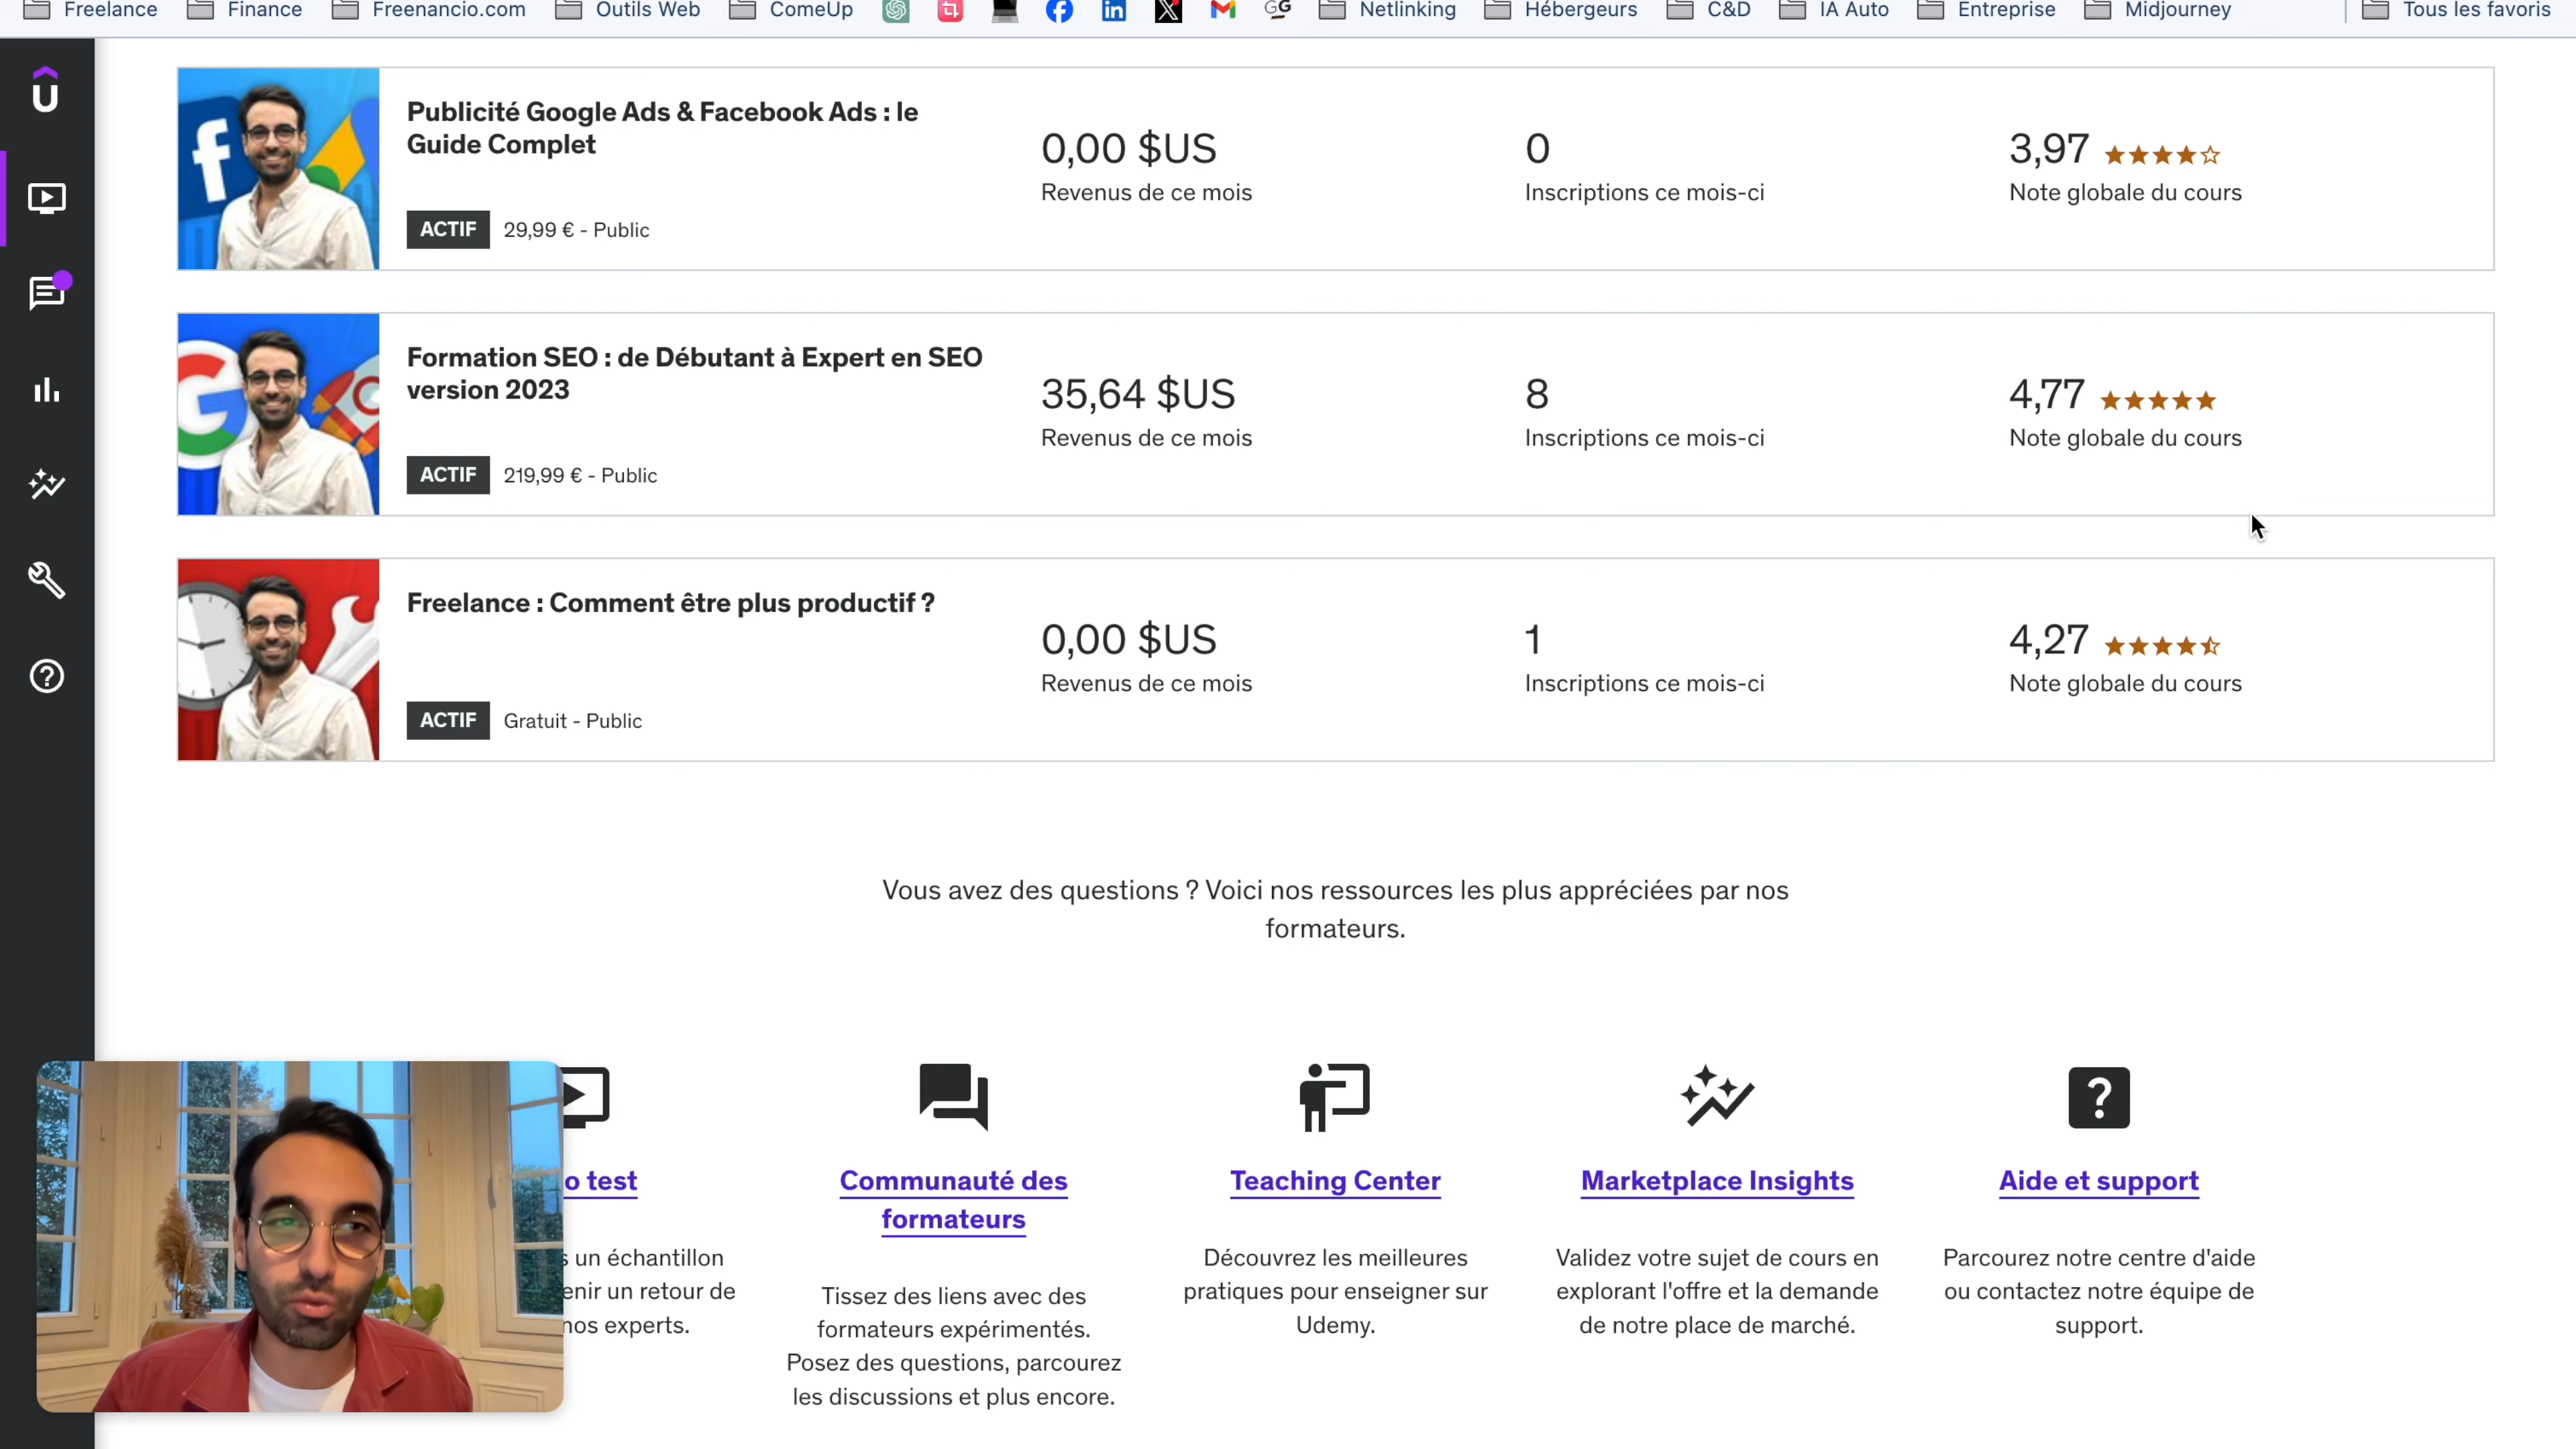 Freelance Finance Freenancio.com Outils Web ComeUp Netlinking Hébergeurs C&D IA Auto Entreprise Midjourney Tous les favoris
Publicité Google Ads & Facebook Ads : le
Guide Complet
ACTIF 29,99 € - Public
0,00 $US
Revenus de ce mois
0
Inscriptions ce mois-ci
3,97
Note globale du cours
Formation SEO : de Débutant à Expert en SEO
version 2023
ACTIF 219,99 € - Public
35,64 $US
Revenus de ce mois
8
Inscriptions ce mois-ci
4,77
Note globale du cours
Freelance : Comment être plus productif ?
ACTIF Gratuit - Public
0,00 $US
Revenus de ce mois
1
Inscriptions ce mois-ci
4,27
Note globale du cours
Vous avez des questions ? Voici nos ressources les plus appréciées par nos
formateurs.
o test
un échantillon
enir un retour de
nos experts.
Communauté des
formateurs
Tissez des liens avec des
formateurs expérimentés.
Posez des questions, parcourez
les discussions et plus encore.
Teaching Center
Découvrez les meilleures
pratiques pour enseigner sur
Udemy.
Marketplace Insights
Validez votre sujet de cours en
explorant l'offre et la demande
de notre place de marché.
Aide et support
Parcourez notre centre d'aide
ou contactez notre équipe de
support.